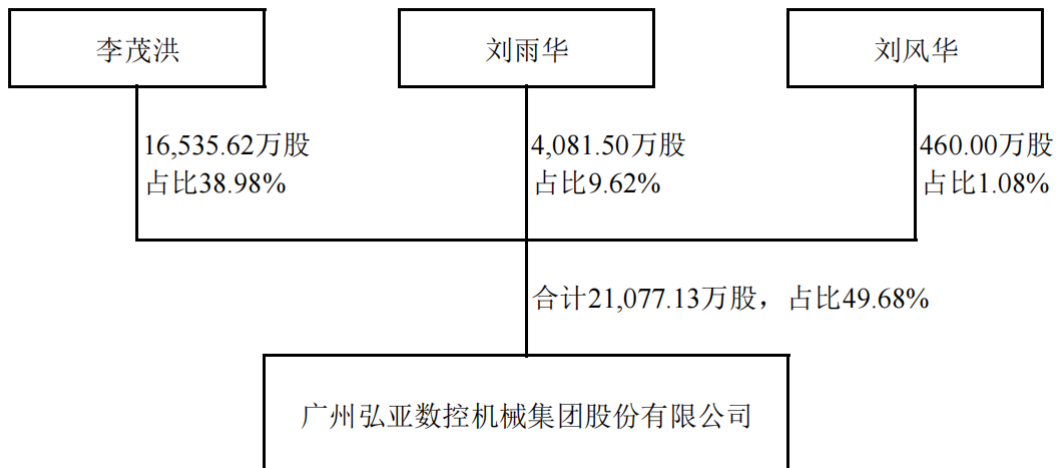 李茂洪
刘雨华
刘风华
16,535.62万股
占比38.98%
4,081.50万股
占比9.62%
460.00万股
占比1.08%
合计21,077.13万股，占比49.68%
广州弘亚数控机械集团股份有限公司